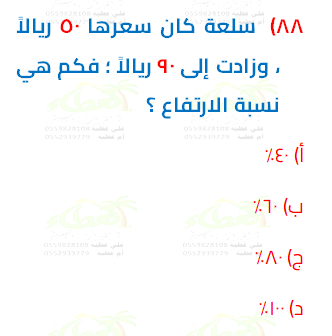 ٨٨) سلعة كان سعرها ٥٠ ريالاً
، وزادت إلى ٩٠ ريالاً ؛ فكم هي
نسبة الارتفاع ؟
أ) ٤٠٪
ب) ٦٠٪
ج) ٨٠٪
د) ١٠٠٪